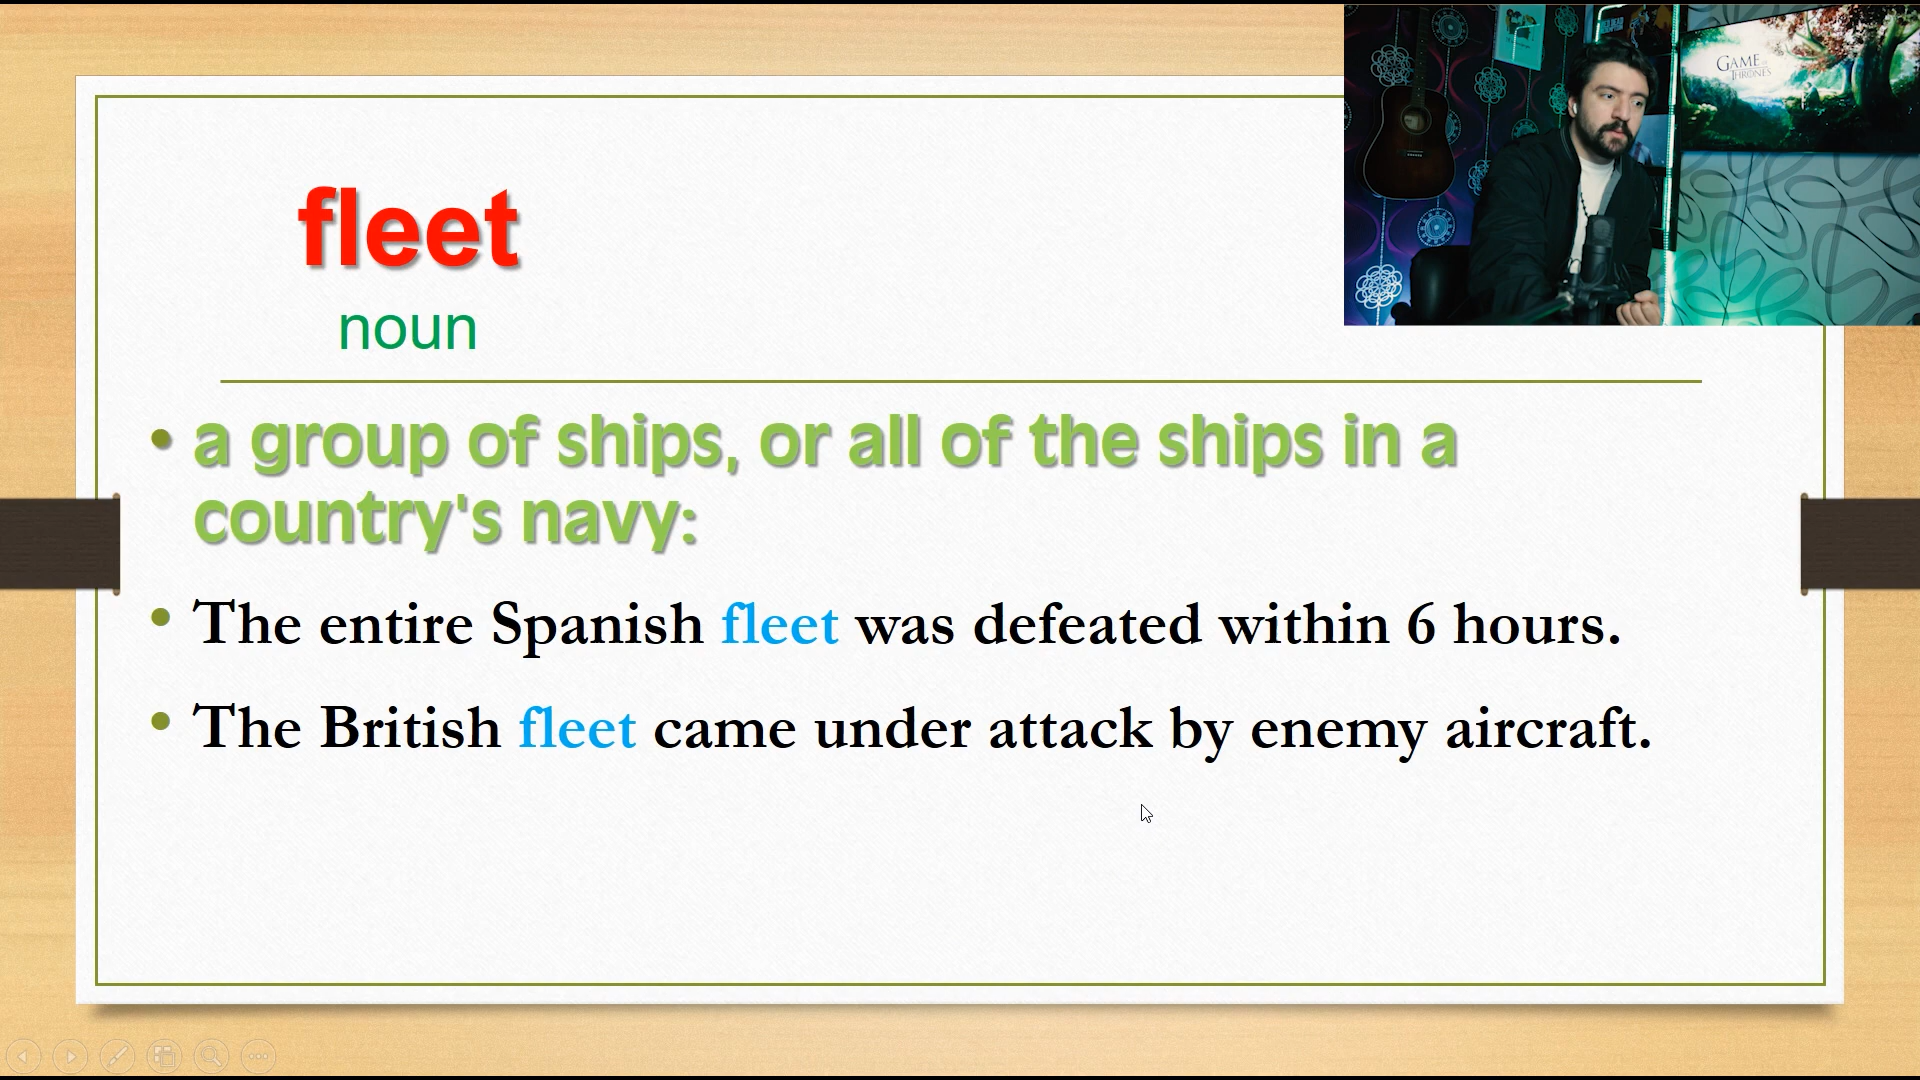 fleet
noun
GAME
THRONES
• a group of ships, or all of the ships in a
country's navy:
• The entire Spanish fleet was defeated within 6 hours.
• The British fleet came under attack by enemy aircraft.